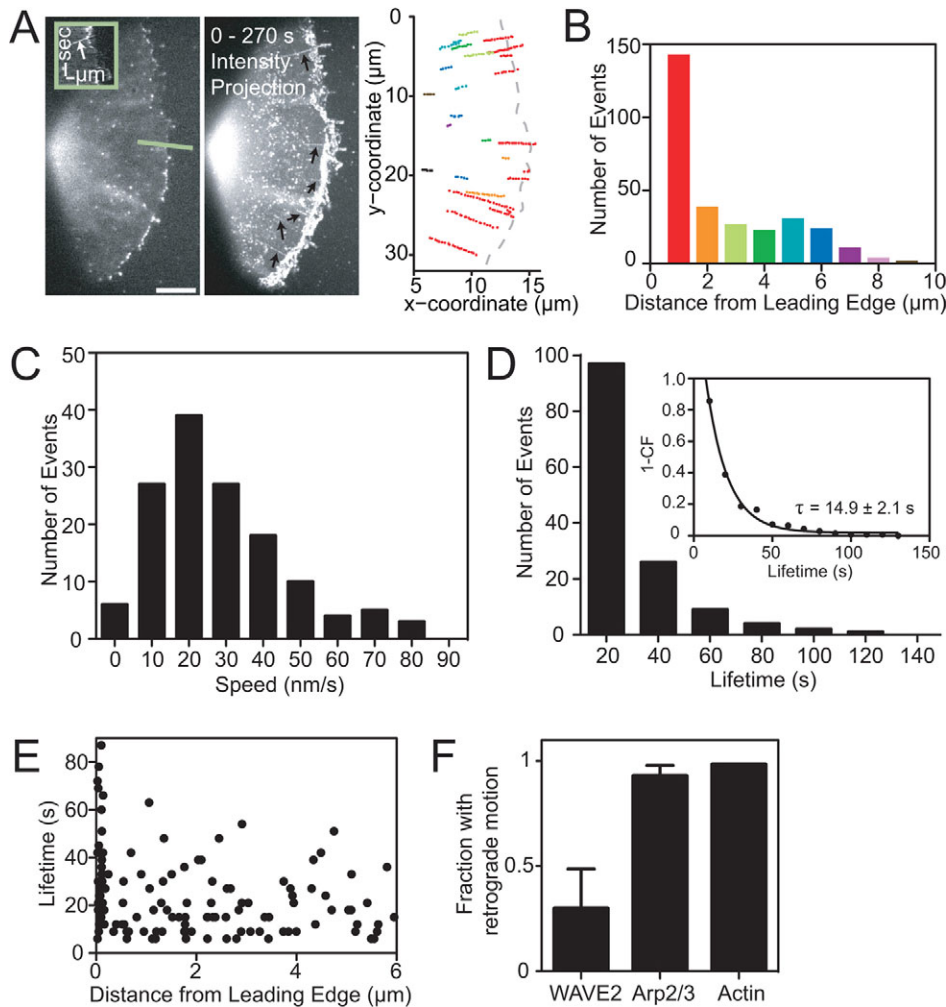 A
sec
μm
0 - 270 s
Intensity
Projection
y-coordinate (μm)
0
10
20
30
5
10
15
x-coordinate (μm)
B
Number of Events
150
100
50
0
0
2
4
6
8
10
Distance from Leading Edge (μm)
C
Number of Events
50
40
30
20
10
0
0
10
20
30
40
50
60
70
80
90
Speed (nm/s)
D
Number of Events
100
80
60
40
20
0
20
40
60
80
100
120
140
Lifetime (s)
1-CF
1
0.8
0.6
0.4
0.2
0
0
50
100
150
τ = 14.9 ± 2.1 s
Lifetime (s)
E
Lifetime (s)
80
60
40
20
0
0
2
4
6
Distance from Leading Edge (μm)
F
Fraction with
retrograde motion
1
0.5
0
WAVE2
Arp2/3
Actin